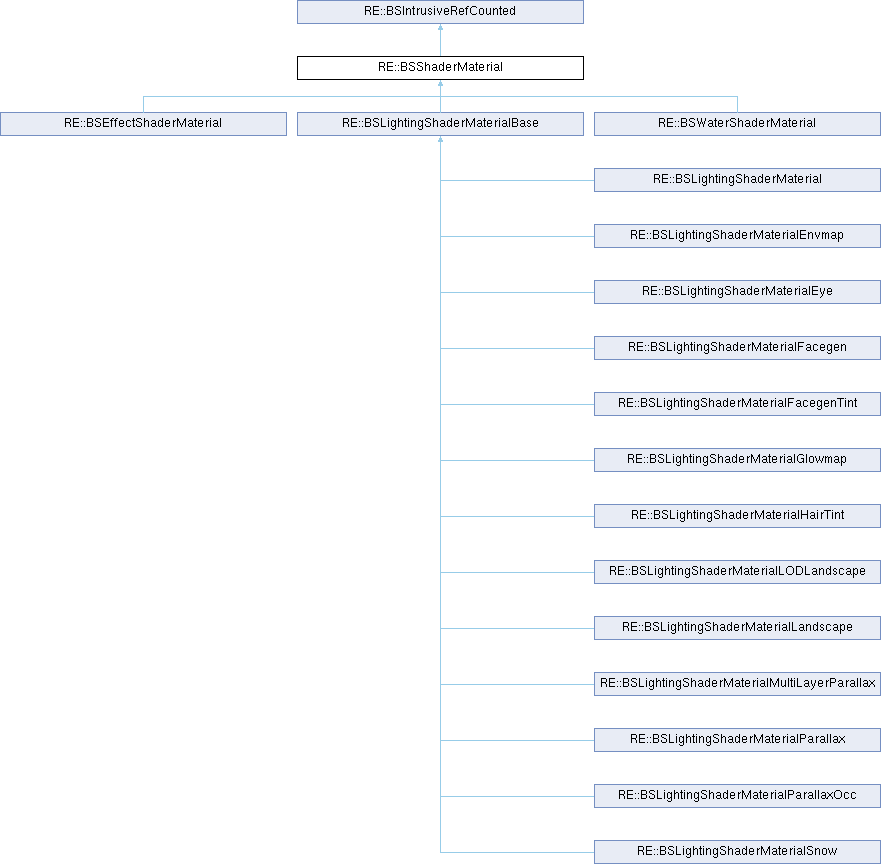 RE::BSIntrusiveRefCounted
RE::BSShaderMaterial
RE::BSEffectShaderMaterial
RE::BSLightingShaderMaterialBase
RE::BSWaterShaderMaterial
RE::BSLightingShaderMaterial
RE::BSLightingShaderMaterialEnvmap
RE::BSLightingShaderMaterialEye
RE::BSLightingShaderMaterialFacegen
RE::BSLightingShaderMaterialFacegenTint
RE::BSLightingShaderMaterialGlowmap
RE::BSLightingShaderMaterialHairTint
RE::BSLightingShaderMaterialLODLandscape
RE::BSLightingShaderMaterialLandscape
RE::BSLightingShaderMaterialMultiLayerParallax
RE::BSLightingShaderMaterialParallax
RE::BSLightingShaderMaterialParallaxOcc
RE::BSLightingShaderMaterialSnow